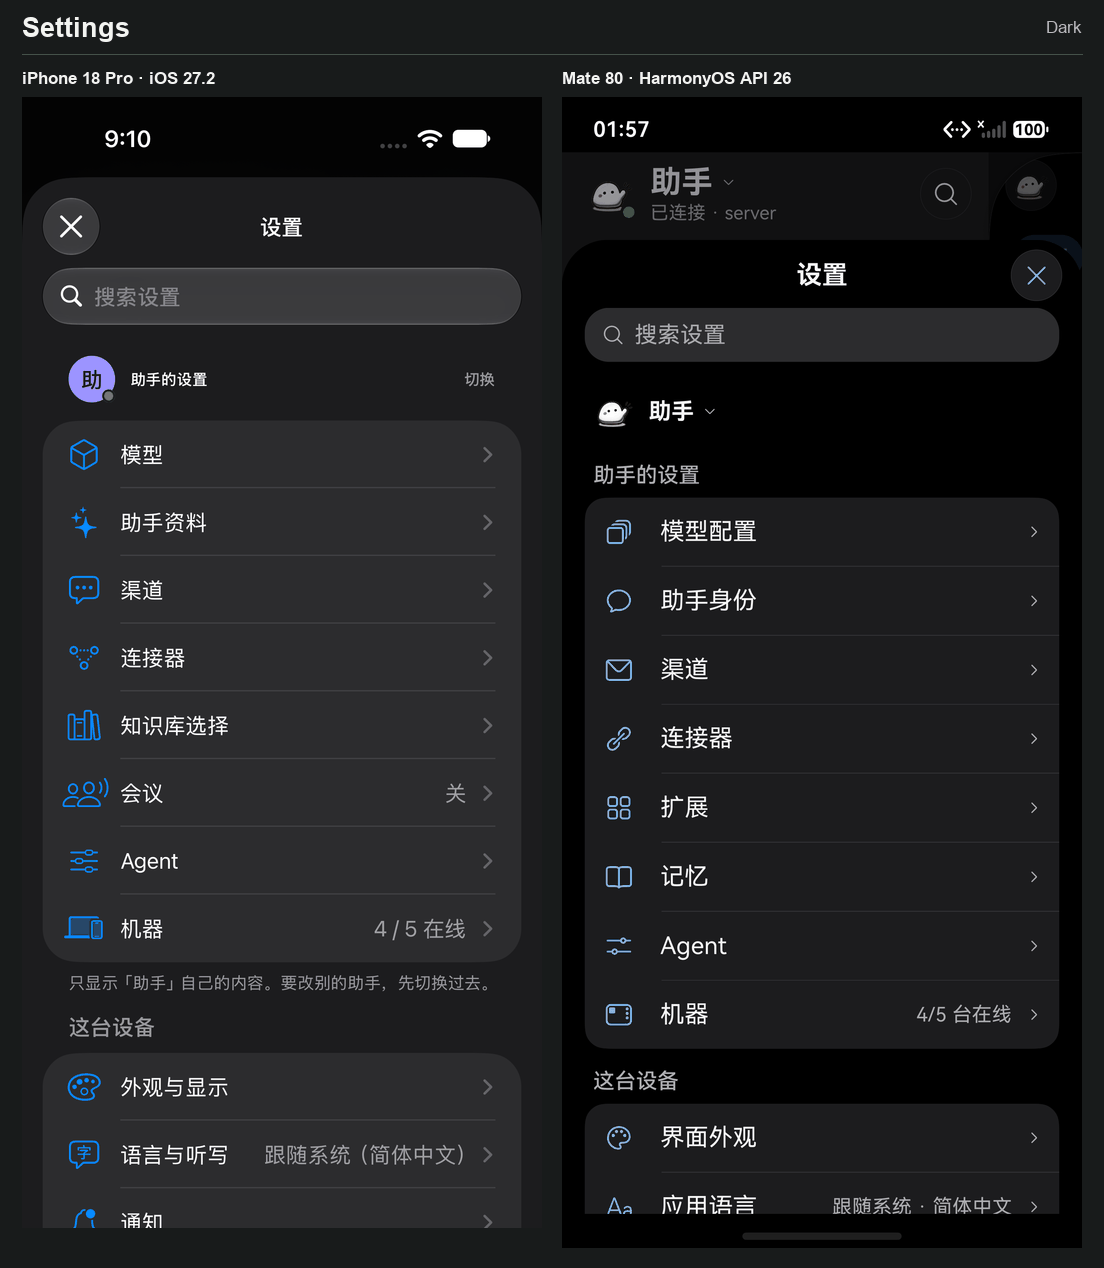 Settings
Dark
iPhone 18 Pro · iOS 27.2
9:10
设置
搜索设置
助
助手的设置
切换
模型
助手资料
渠道
连接器
知识库选择
会议
关
Agent
机器
4 / 5 在线
只显示「助手」自己的内容。要改别的助手，先切换过去。
这台设备
外观与显示
字
语言与听写
跟随系统（简体中文）
通知
Mate 80 · HarmonyOS API 26
01:57
100
助手
已连接 · server
设置
搜索设置
助手
助手的设置
模型配置
助手身份
渠道
连接器
扩展
记忆
Agent
机器
4/5 台在线
这台设备
界面外观
Aa
应用语言
跟随系统 · 简体中文